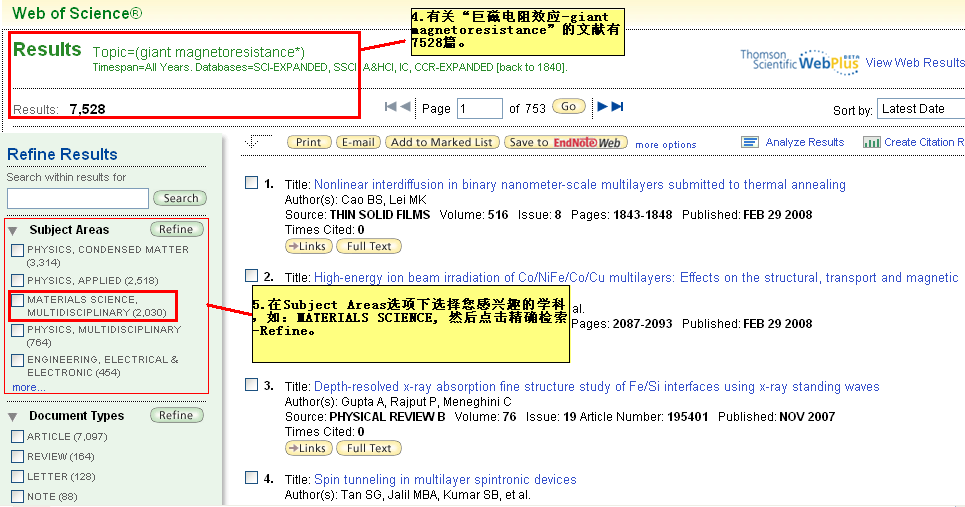 Web of Science®
4.有关“巨磁电阻效应-giant
magnetoresistance”的文献有
7528篇。
Results Topic=(giant magnetoresistance*)
Timespan=All Years. Databases=SCI-EXPANDED, SSCI, A&HCI, IC, CCR-EXPANDED [back to 1840].
Thomson
Scientific WebPlus BETA View Web Results
Results: 7,528 Page 1 of 753 Go
Sort by: Latest Date
Print E-mail Add to Marked List Save to EndNote Web more options Analyze Results Create Citation R
Refine Results
Search within results for
Search
Subject Areas Refine
PHYSICS, CONDENSED MATTER
(3,314)
PHYSICS, APPLIED (2,518)
MATERIALS SCIENCE,
MULTIDISCIPLINARY (2,030)
PHYSICS, MULTIDISCIPLINARY
(764)
ENGINEERING, ELECTRICAL &
ELECTRONIC (454)
more...
Document Types Refine
ARTICLE (7,097)
REVIEW (164)
LETTER (128)
NOTE (88)
1. Title: Nonlinear interdiffusion in binary nanometer-scale multilayers submitted to thermal annealing
Author(s): Cao BS, Lei MK
Source: THIN SOLID FILMS Volume: 516 Issue: 8 Pages: 1843-1848 Published: FEB 29 2008
Times Cited: 0
Links Full Text
2. Title: High-energy ion beam irradiation of Co/NiFe/Co/Cu multilayers: Effects on the structural, transport and magnetic
al.
Pages: 2087-2093 Published: FEB 29 2008
5.在Subject Areas选项下选择您感兴趣的学科
，如：MATERIALS SCIENCE，然后点击精确检索
-Refine。
3. Title: Depth-resolved x-ray absorption fine structure study of Fe/Si interfaces using x-ray standing waves
Author(s): Gupta A, Rajput P, Meneghini C
Source: PHYSICAL REVIEW B Volume: 76 Issue: 19 Article Number: 195401 Published: NOV 2007
Times Cited: 0
Links Full Text
4. Title: Spin tunneling in multilayer spintronic devices
Author(s): Tan SG, Jalil MBA, Kumar SB, et al.